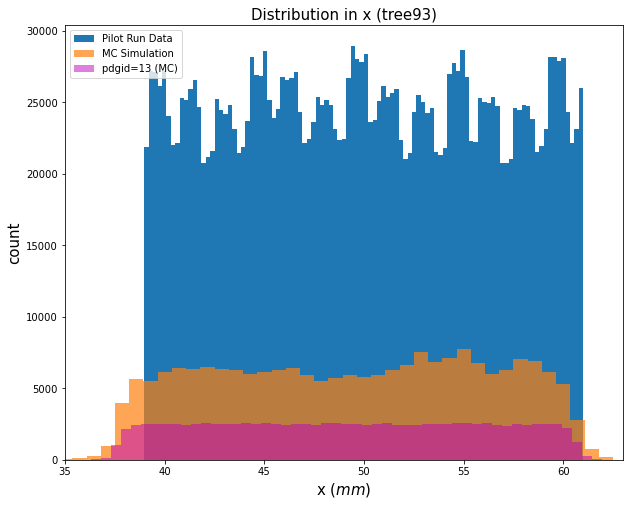 Distribution in x (tree93)
Pilot Run Data
MC Simulation
pdgid=13 (MC)
30000
25000
20000
15000
10000
5000
0
count
35 40 45 50 55 60
x (mm)